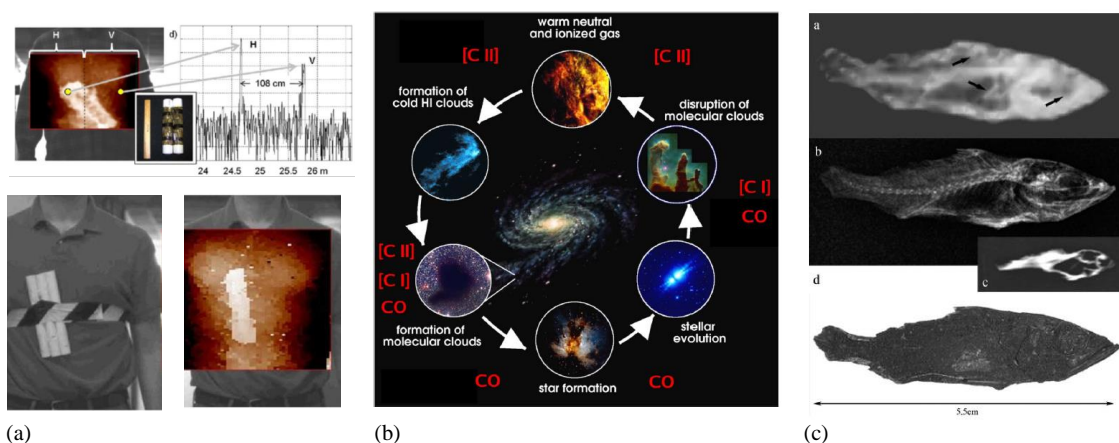 H V
d)
H
V
108 cm
24 24.5 25 25.5 26 m
(a)
warm neutral
and ionized gas
[C II]
[C II]
formation of
cold HI clouds
disruption of
molecular clouds
[C I]
CO
[C II]
[C I]
CO
formation of
molecular clouds
stellar
evolution
CO
star formation
CO
(b)
a
b
c
d
5.5cm
(c)